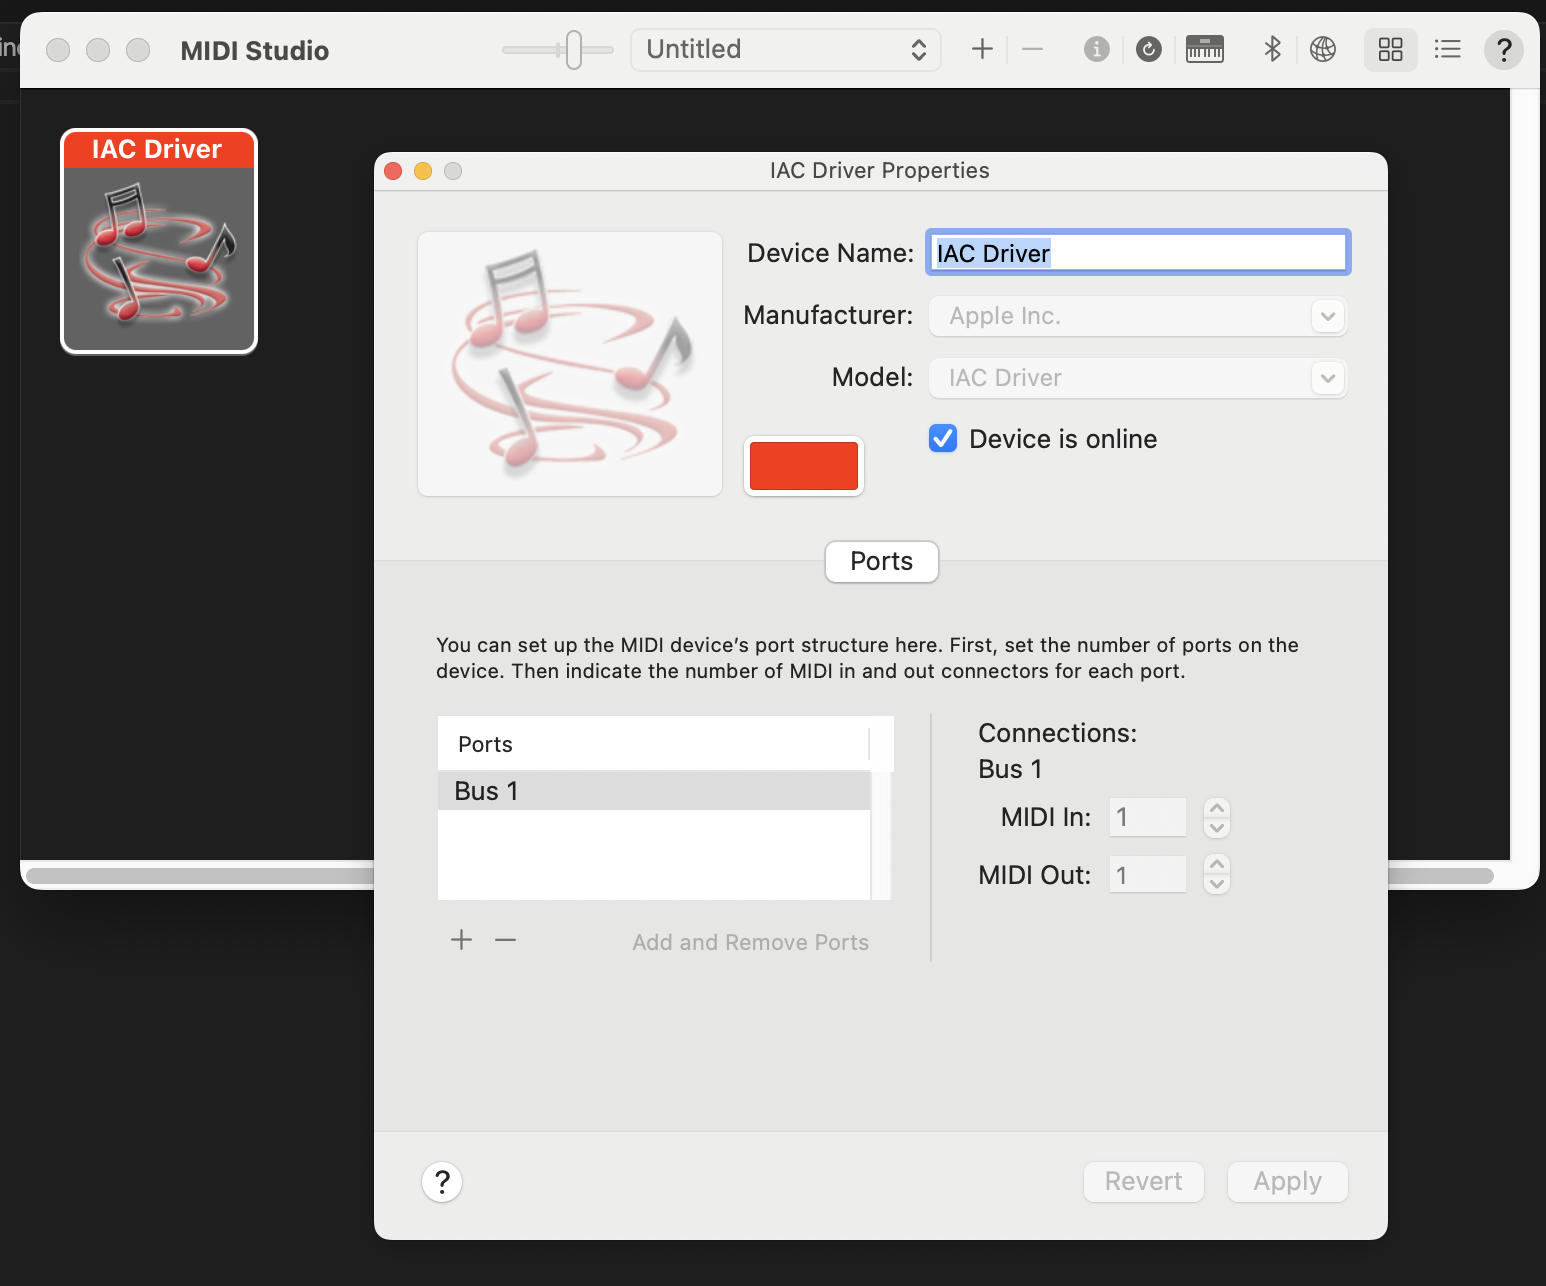 MIDI Studio
Untitled
?
IAC Driver
IAC Driver Properties
Device Name: IAC Driver
Manufacturer: Apple Inc.
Model: IAC Driver
Device is online
Ports
You can set up the MIDI device’s port structure here. First, set the number of ports on the
device. Then indicate the number of MIDI in and out connectors for each port.
Ports
Bus 1
Add and Remove Ports
Connections:
Bus 1
MIDI In: 1
MIDI Out: 1
?
Revert
Apply